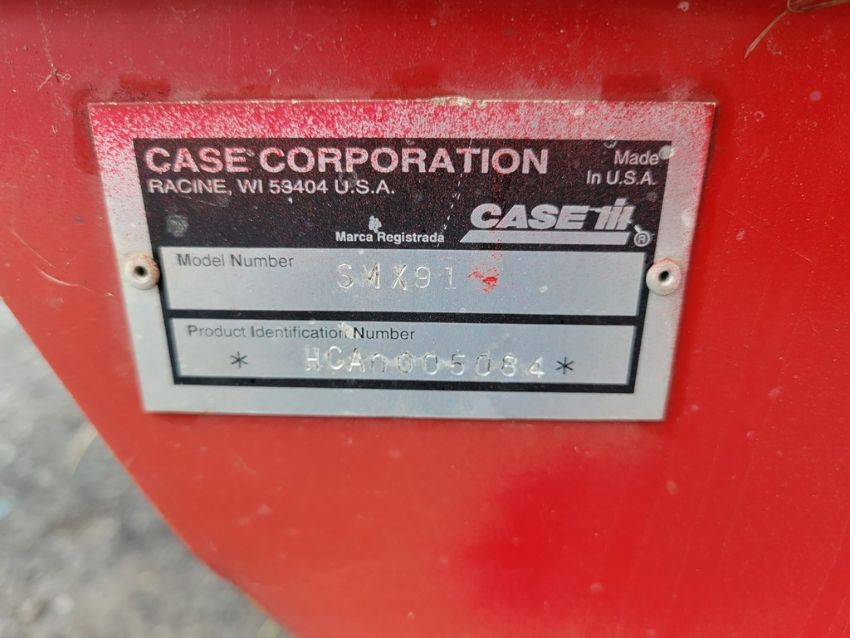 CASE CORPORATION
Made
In U.S.A.
RACINE, WI 53404 U.S.A.
CASE IH ®
Marca Registrada
Model Number
SMX91
Product Identification Number
* HCA0005084 *